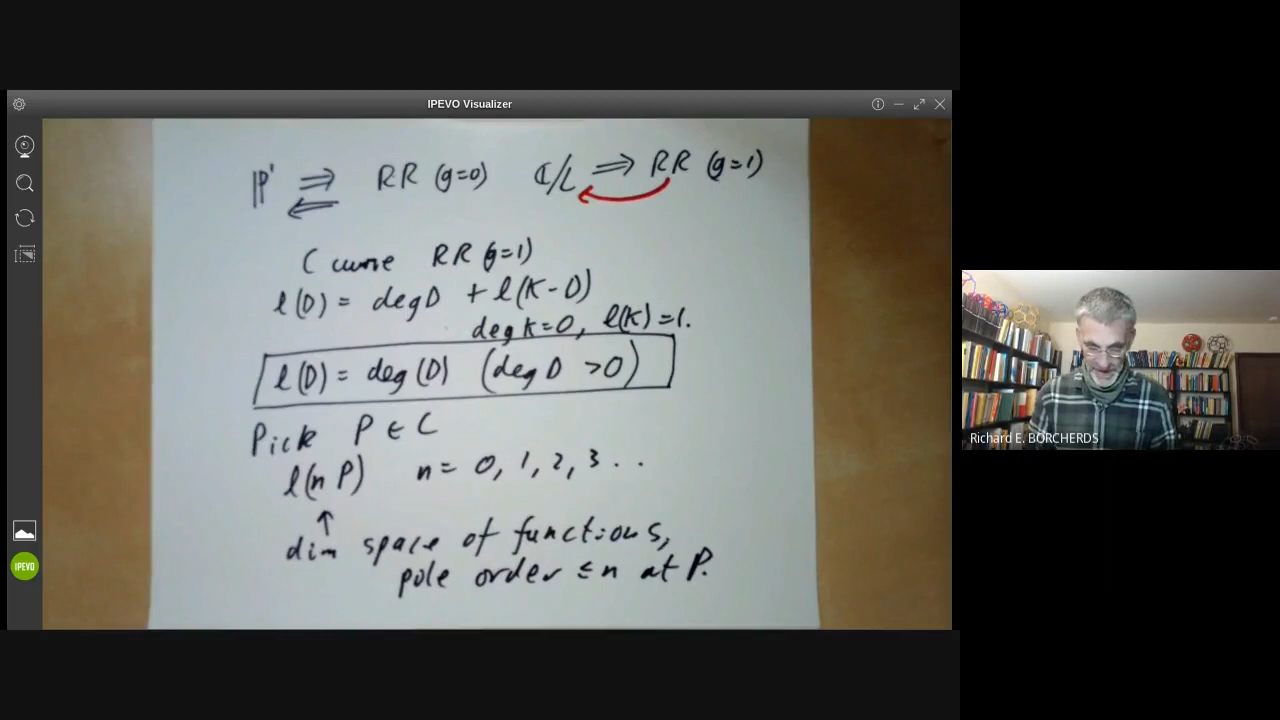 IPEVO Visualizer
ℙ¹ ⇒ RR (g=0) ℂ/L ⇒ RR (g=1)
⇐
C curve RR (g=1)
l(D) = deg D + l(K-D)
deg K=0, l(K)=1.
l(D) = deg(D) (deg D >0)
Pick P ∈ C
l(n P) n = 0, 1, 2, 3 . .
↑
dim space of functions,
pole order ≤ n at P.
Richard E. BORCHERDS
IPEVO